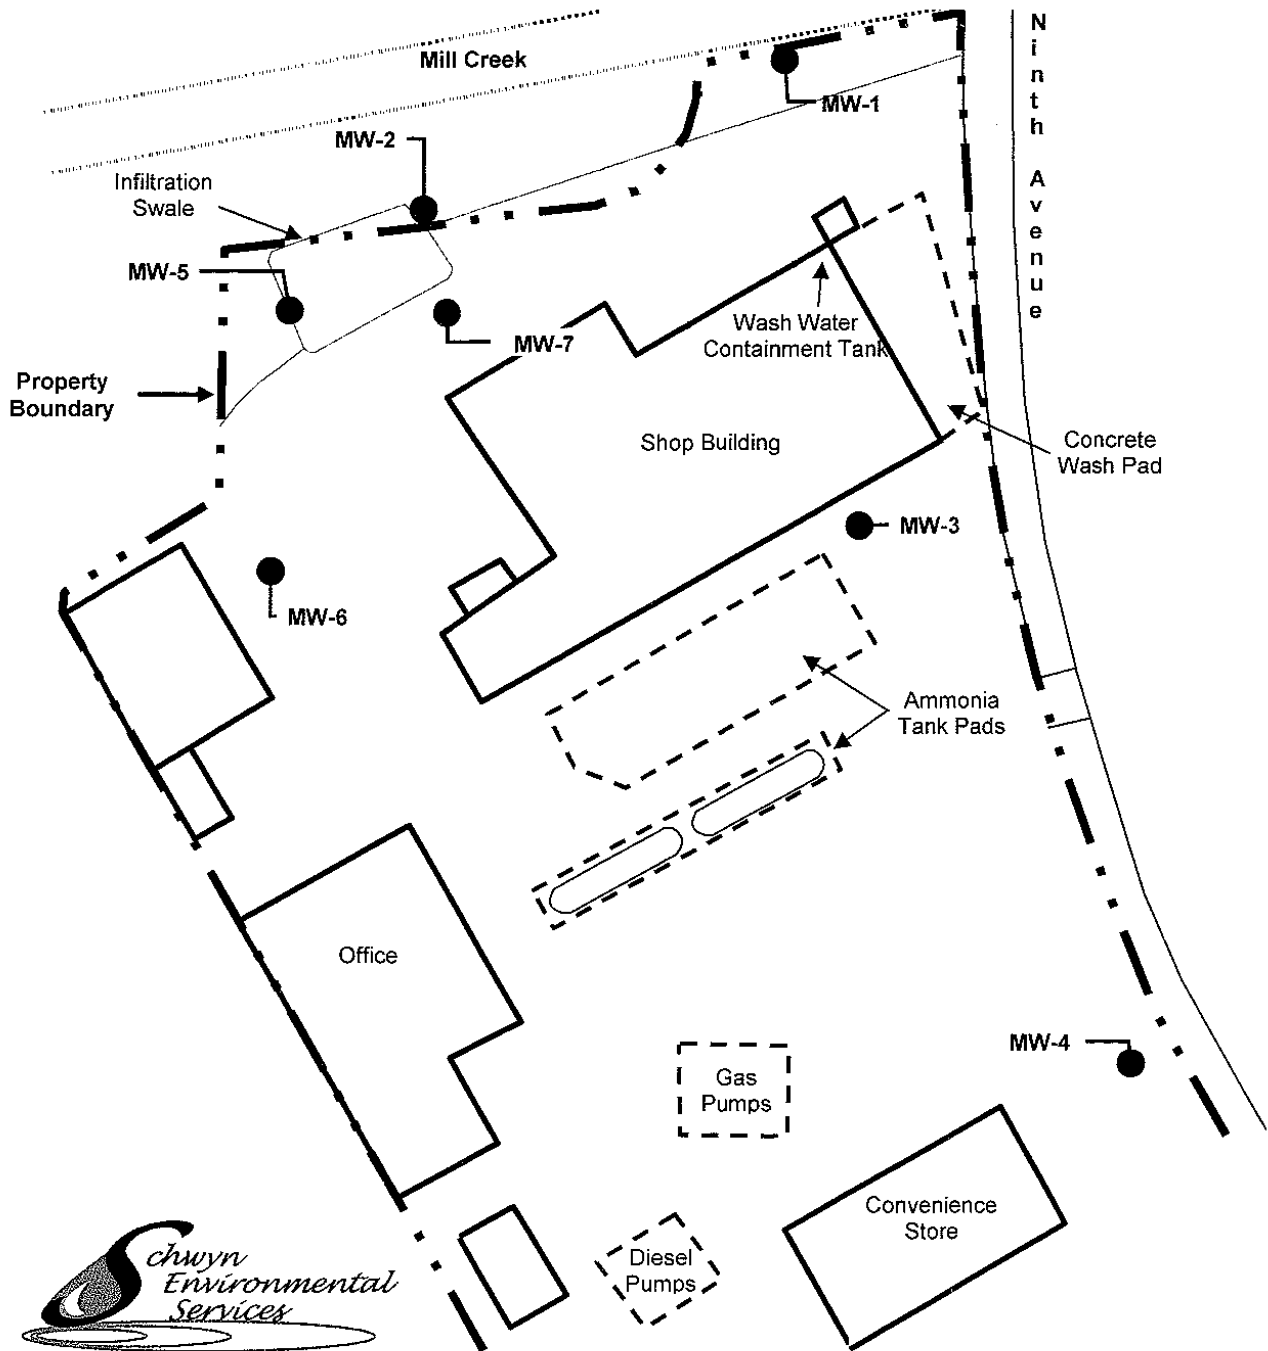 Mill Creek
Ninth Avenue
MW-1
MW-2
Infiltration
Swale
MW-5
MW-7
Wash Water
Containment Tank
Property
Boundary
Shop Building
Concrete
Wash Pad
MW-3
MW-6
Ammonia
Tank Pads
Office
MW-4
Gas
Pumps
Convenience
Store
Diesel
Pumps
Schwyn
Environmental
Services